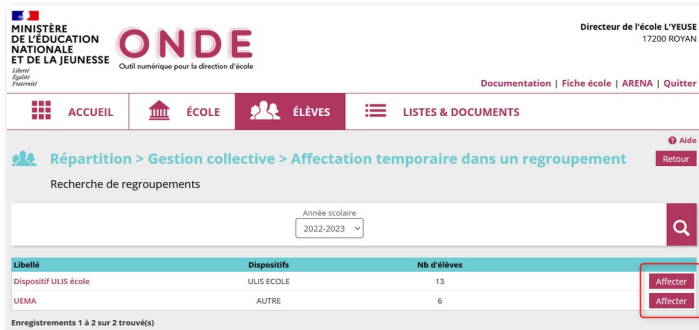 MINISTÈRE
DE L'ÉDUCATION
NATIONALE
ET DE LA JEUNESSE
Liberté
Égalité
Fraternité
ONDE
Outil numérique pour la direction d'école
Directeur de l'école L'YEUSE
17200 ROYAN
Documentation | Fiche école | ARENA | Quitter
ACCUEIL ÉCOLE ÉLÈVES LISTES & DOCUMENTS
Aide
Répartition > Gestion collective > Affectation temporaire dans un regroupement Retour
Recherche de regroupements
Année scolaire
2022-2023
Libellé Dispositifs Nb d'élèves
Dispositif ULIS école ULIS ECOLE 13 Affecter
UEMA AUTRE 6 Affecter
Enregistrements 1 à 2 sur 2 trouvé(s)